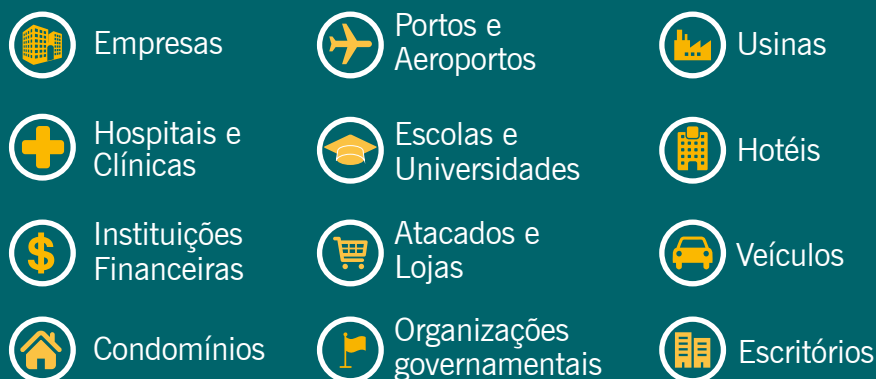 Empresas
Portos e
Aeroportos
Usinas
Hospitais e
Clínicas
Escolas e
Universidades
Hotéis
Instituições
Financeiras
Atacados e
Lojas
Veículos
Condomínios
Organizações
governamentais
Escritórios